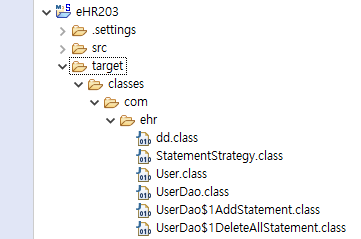 eHR203
.settings
src
target
classes
com
ehr
dd.class
StatementStrategy.class
User.class
UserDao.class
UserDao$1AddStatement.class
UserDao$1DeleteAllStatement.class